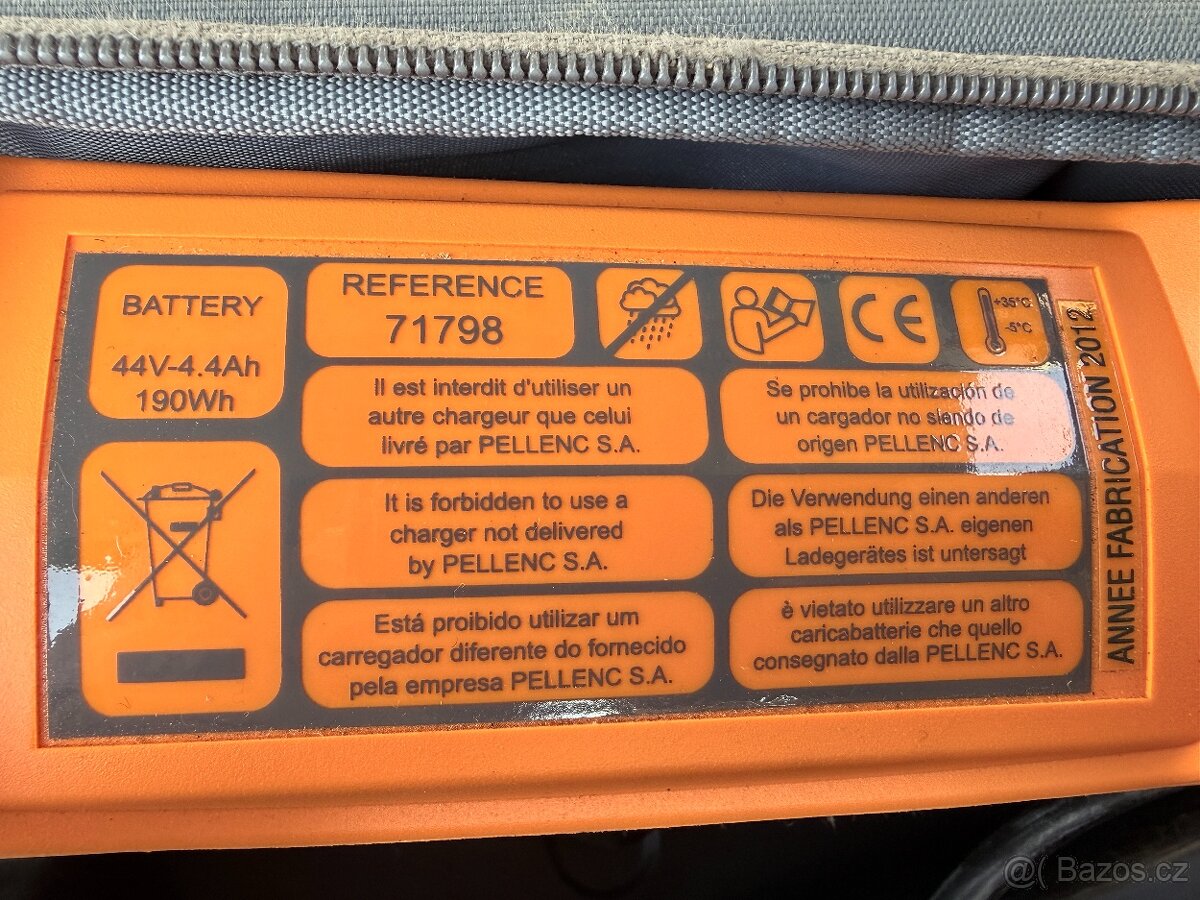 BATTERY
44V-4.4Ah
190Wh
REFERENCE
71798
CE
+35°C
-5°C
Il est interdit d'utiliser un
autre chargeur que celui
livré par PELLENC S.A.
Se prohibe la utilización de
un cargador no siendo de
origen PELLENC S.A.
It is forbidden to use a
charger not delivered
by PELLENC S.A.
Die Verwendung einen anderen
als PELLENC S.A. eigenen
Ladegerätes ist untersagt
Está proibido utilizar um
carregador diferente do fornecido
pela empresa PELLENC S.A.
è vietato utilizzare un altro
caricabatterie che quello
consegnato dalla PELLENC S.A.
ANNEE FABRICATION 2012
Bazos.cz